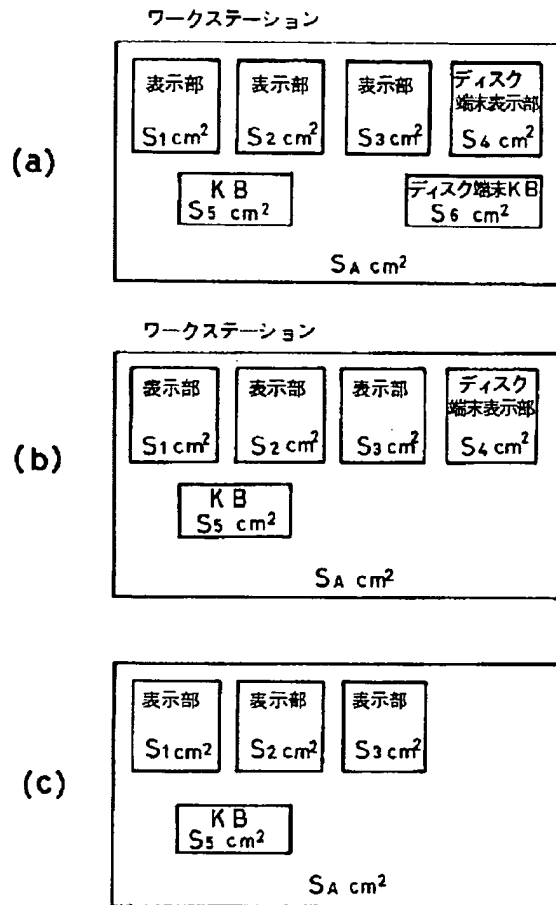 ワークステーション
(a)
表示部
S1 cm²
表示部
S2 cm²
表示部
S3 cm²
ディスク
端末表示部
S4 cm²
KB
S5 cm²
ディスク端末KB
S6 cm²
SA cm²
ワークステーション
(b)
表示部
S1 cm²
表示部
S2 cm²
表示部
S3 cm²
ディスク
端末表示部
S4 cm²
KB
S5 cm²
SA cm²
(c)
表示部
S1 cm²
表示部
S2 cm²
表示部
S3 cm²
KB
S5 cm²
SA cm²